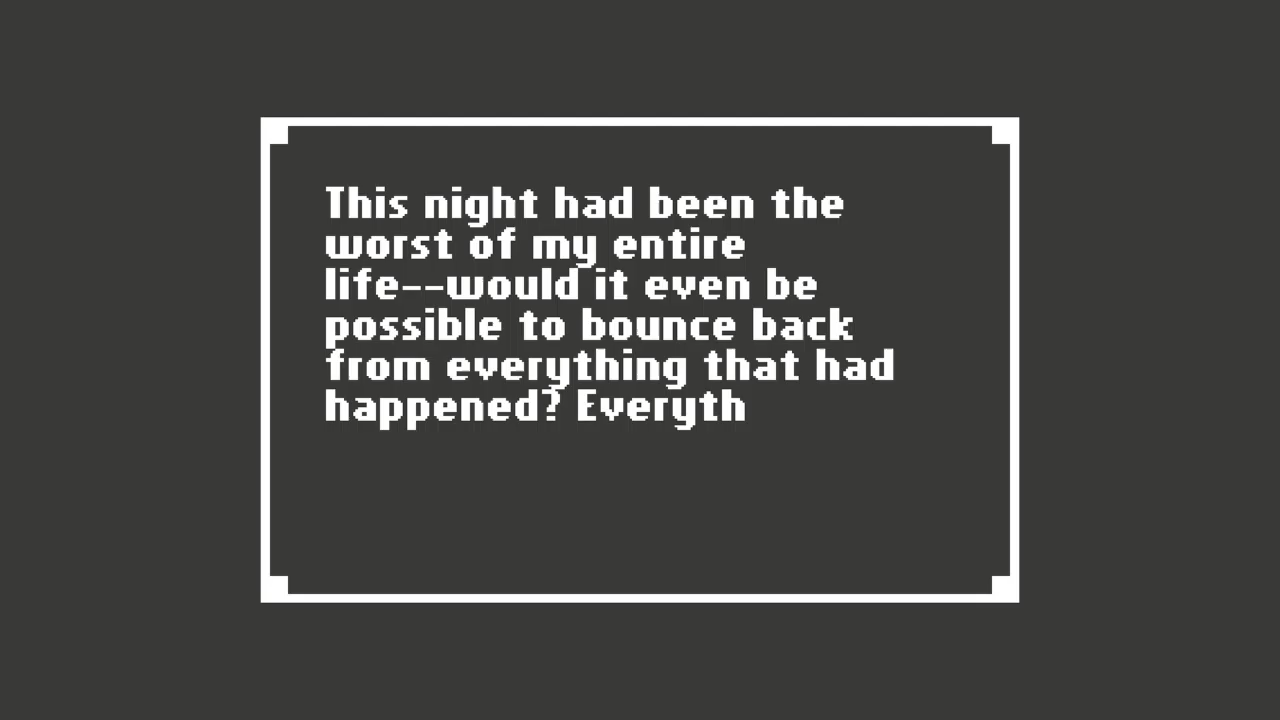 This night had been the
worst of my entire
life--would it even be
possible to bounce back
from everything that had
happened? Everyth